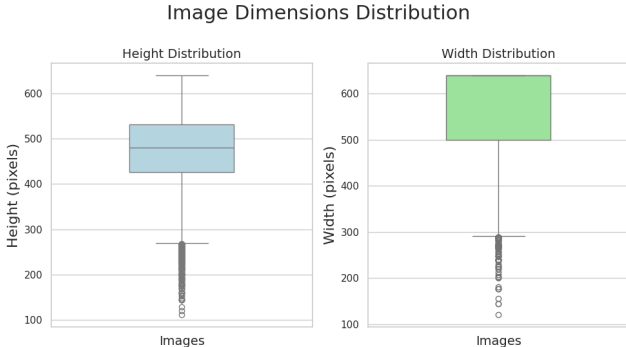 Image Dimensions Distribution
Height Distribution
Width Distribution
Height (pixels)
600
500
400
300
200
100
Images
Width (pixels)
600
500
400
300
200
100
Images